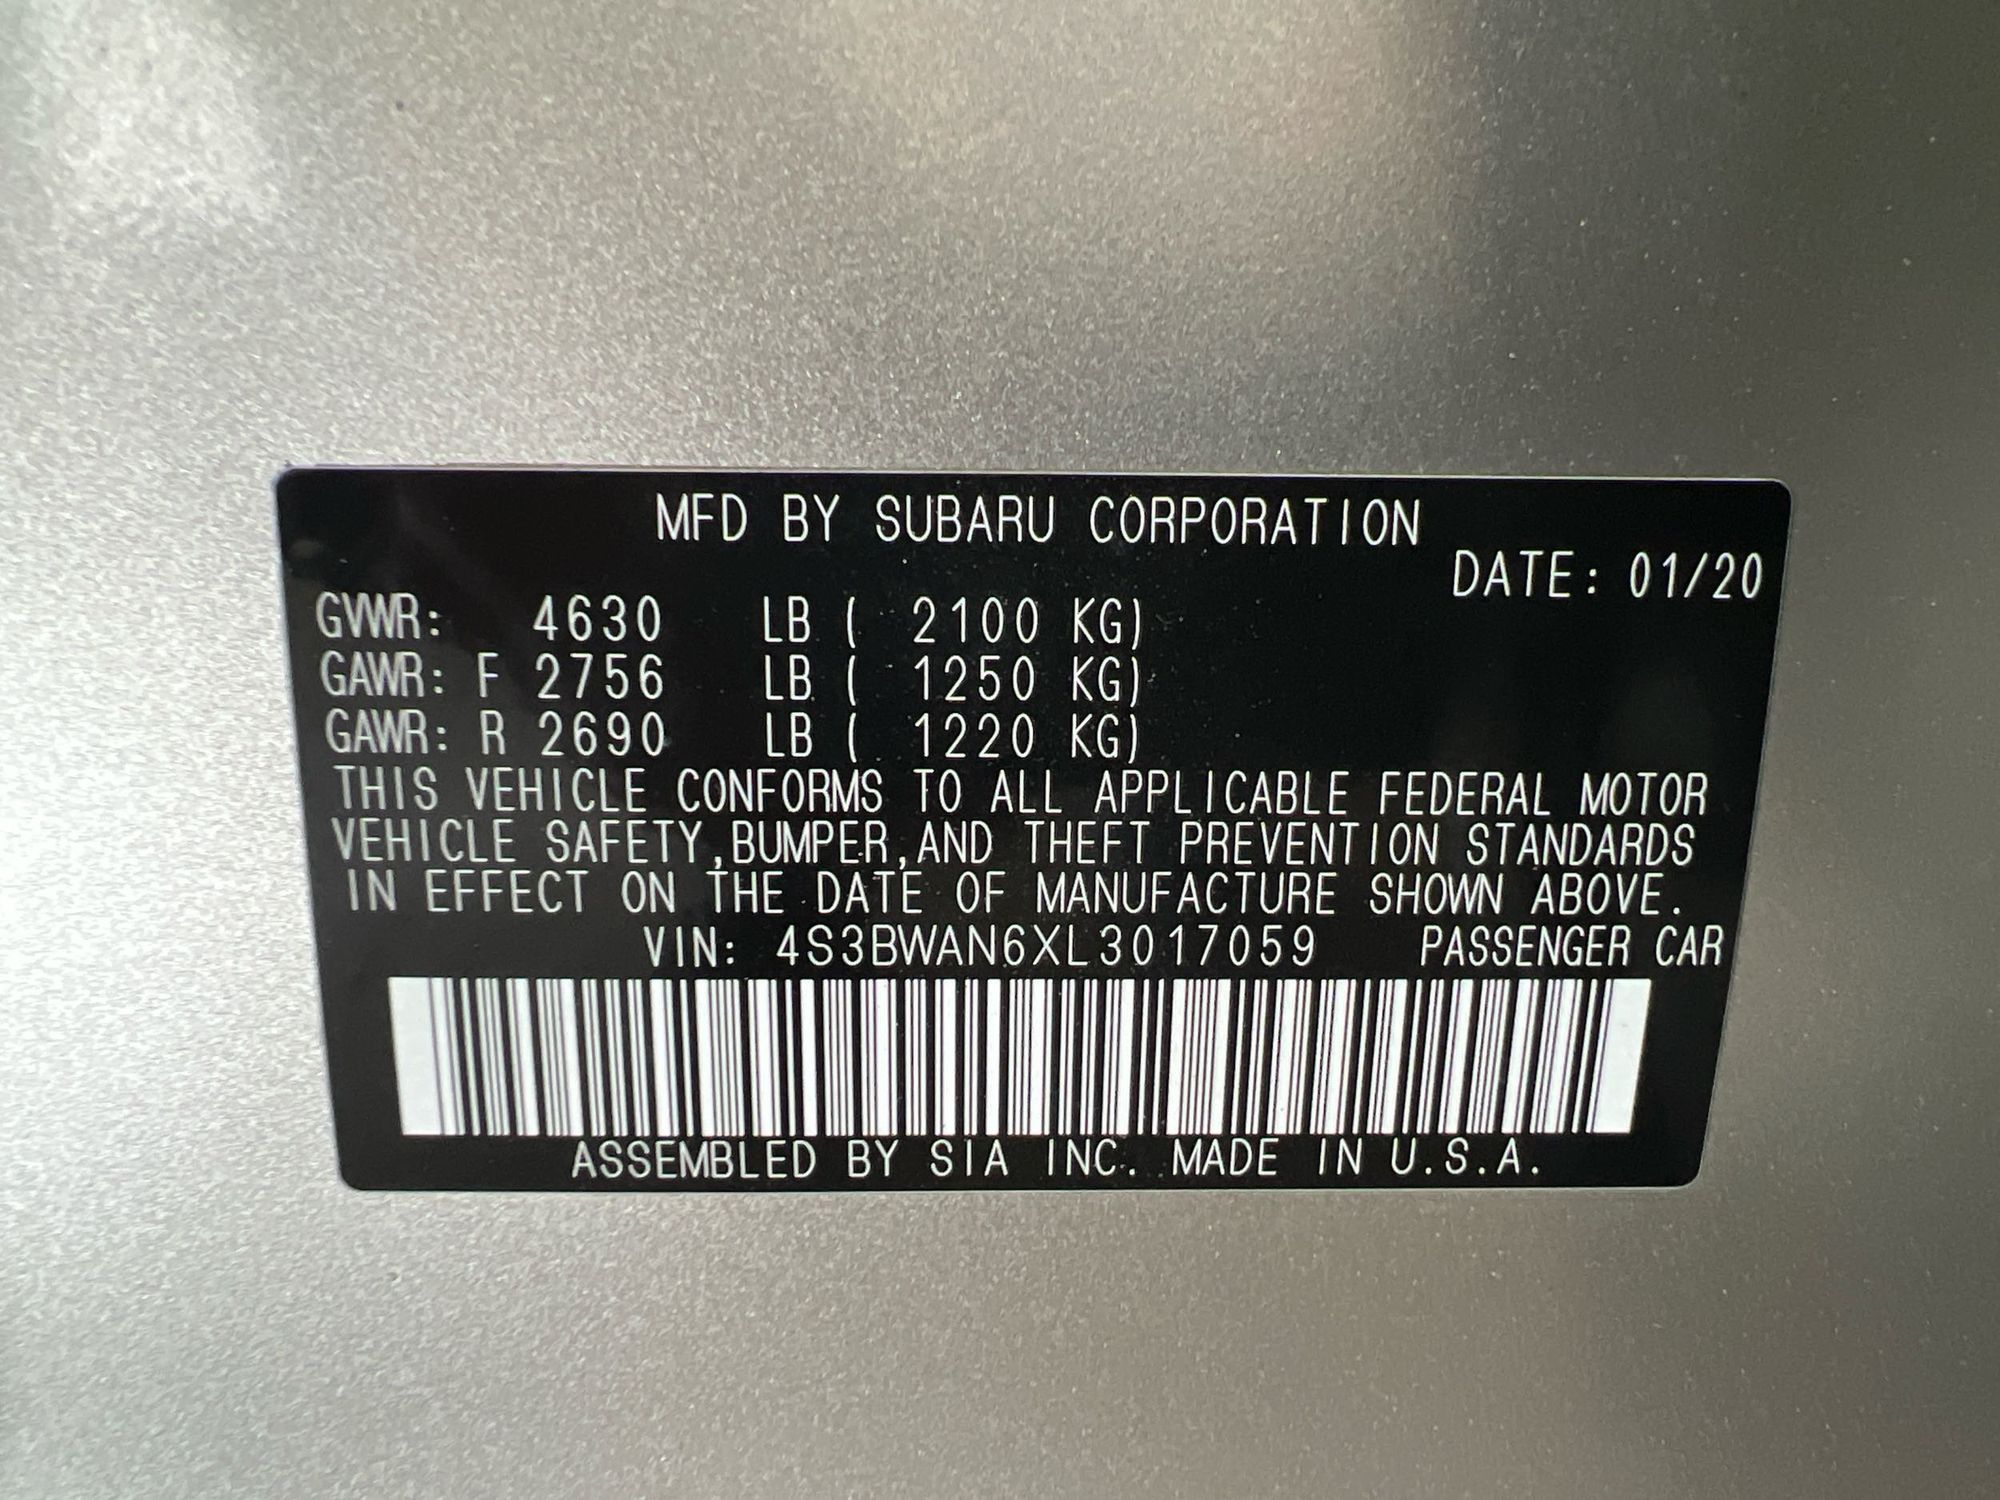 MFD BY SUBARU CORPORATION
DATE: 01/20
GVWR: 4630 LB ( 2100 KG)
GAWR: F 2756 LB ( 1250 KG)
GAWR: R 2690 LB ( 1220 KG)
THIS VEHICLE CONFORMS TO ALL APPLICABLE FEDERAL MOTOR
VEHICLE SAFETY,BUMPER,AND THEFT PREVENTION STANDARDS
IN EFFECT ON THE DATE OF MANUFACTURE SHOWN ABOVE.
VIN: 4S3BWAN6XL3017059 PASSENGER CAR
ASSEMBLED BY SIA INC. MADE IN U.S.A.